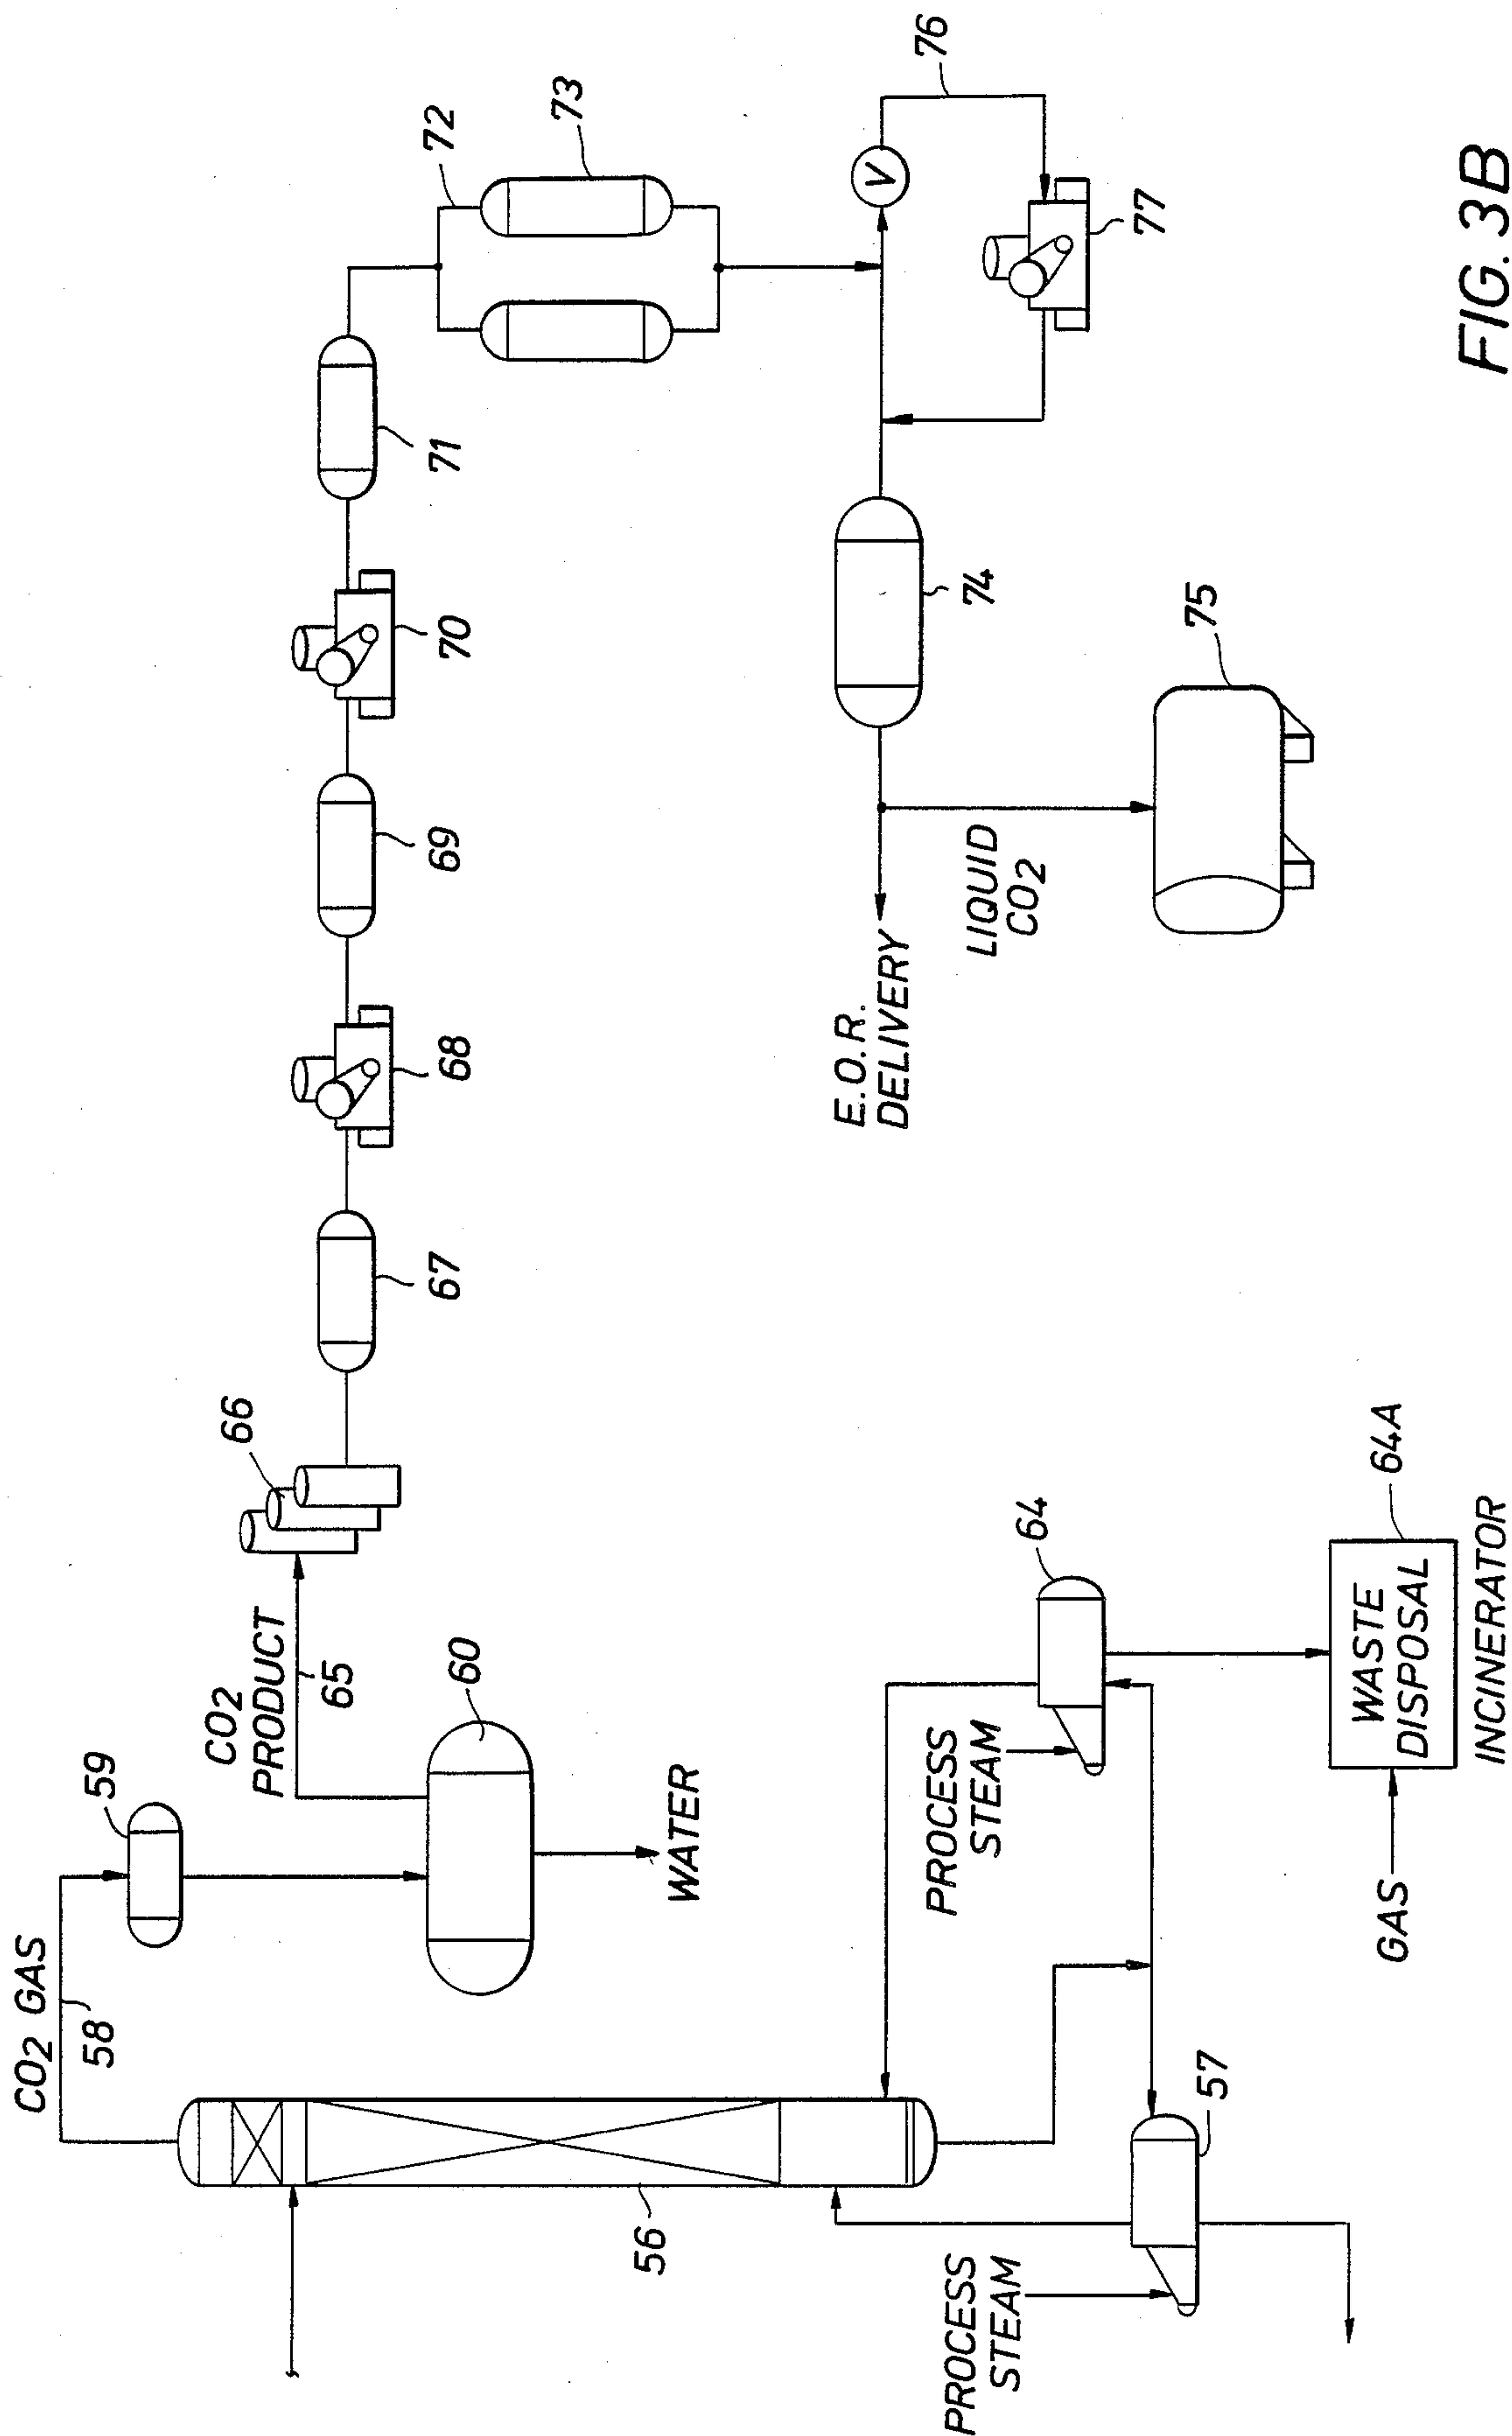 CO2 GAS
58
59
CO2
PRODUCT
65
66
60
WATER
67
68
69
70
71
72
73
56
E.O.R.
DELIVERY
LIQUID
CO2
74
75
V
76
77
PROCESS
STEAM
64
PROCESS
STEAM
57
GAS
WASTE
DISPOSAL
64A
INCINERATOR
FIG. 3B